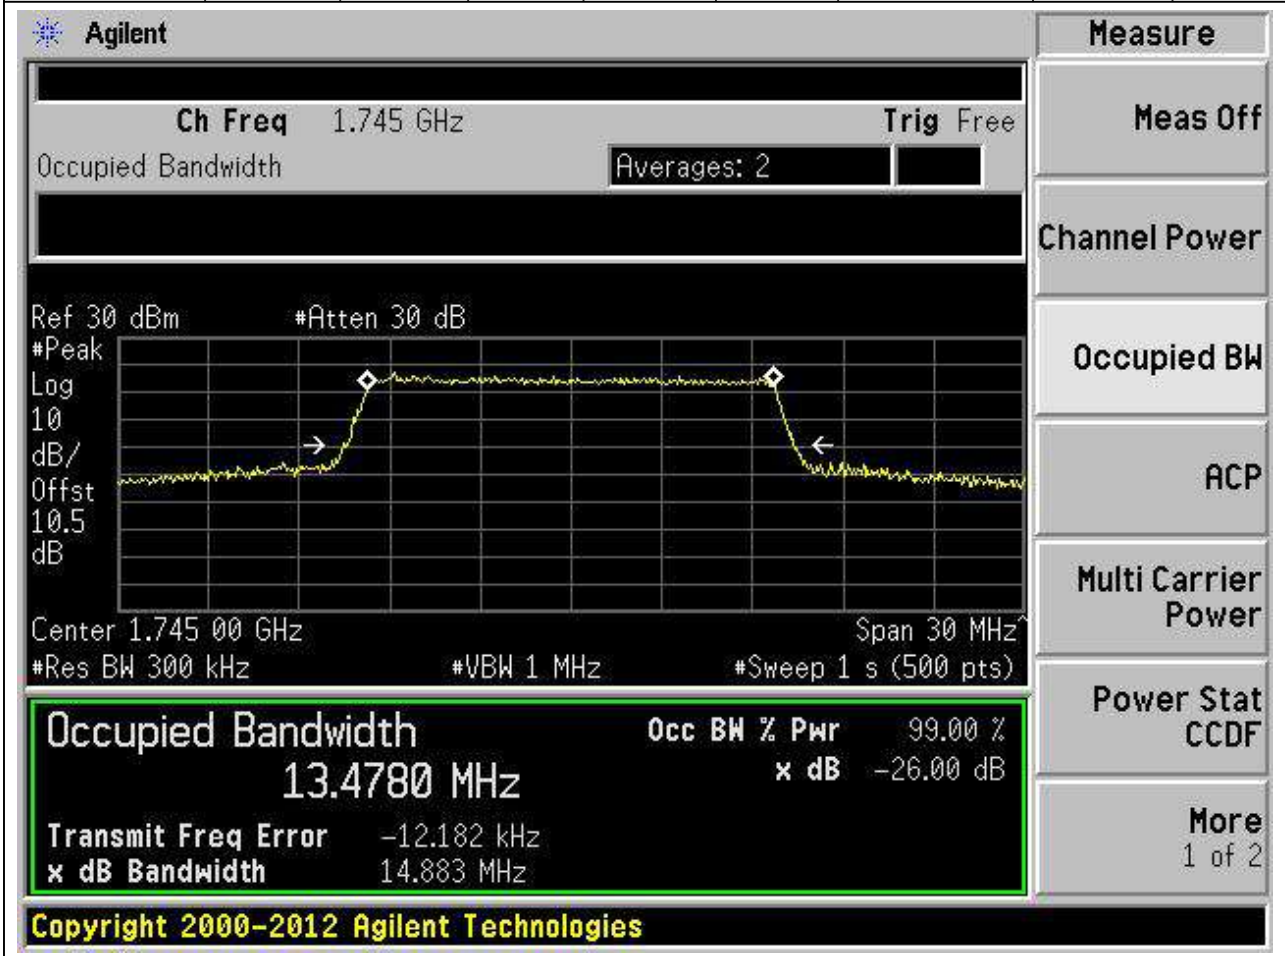 Agilent
Measure
Ch Freq 1.745 GHz
Trig Free
Occupied Bandwidth
Averages: 2
Meas Off
Channel Power
Occupied BW
ACP
Multi Carrier
Power
Power Stat
CCDF
More
1 of 2
Ref 30 dBm
#Atten 30 dB
#Peak
Log
10
dB/
Offst
10.5
dB
Center 1.745 00 GHz
Span 30 MHz^
#Res BW 300 kHz
#VBW 1 MHz
#Sweep 1 s (500 pts)
Occupied Bandwidth
13.4780 MHz
Occ BW % Pwr 99.00 %
x dB -26.00 dB
Transmit Freq Error -12.182 kHz
x dB Bandwidth 14.883 MHz
Copyright 2000-2012 Agilent Technologies